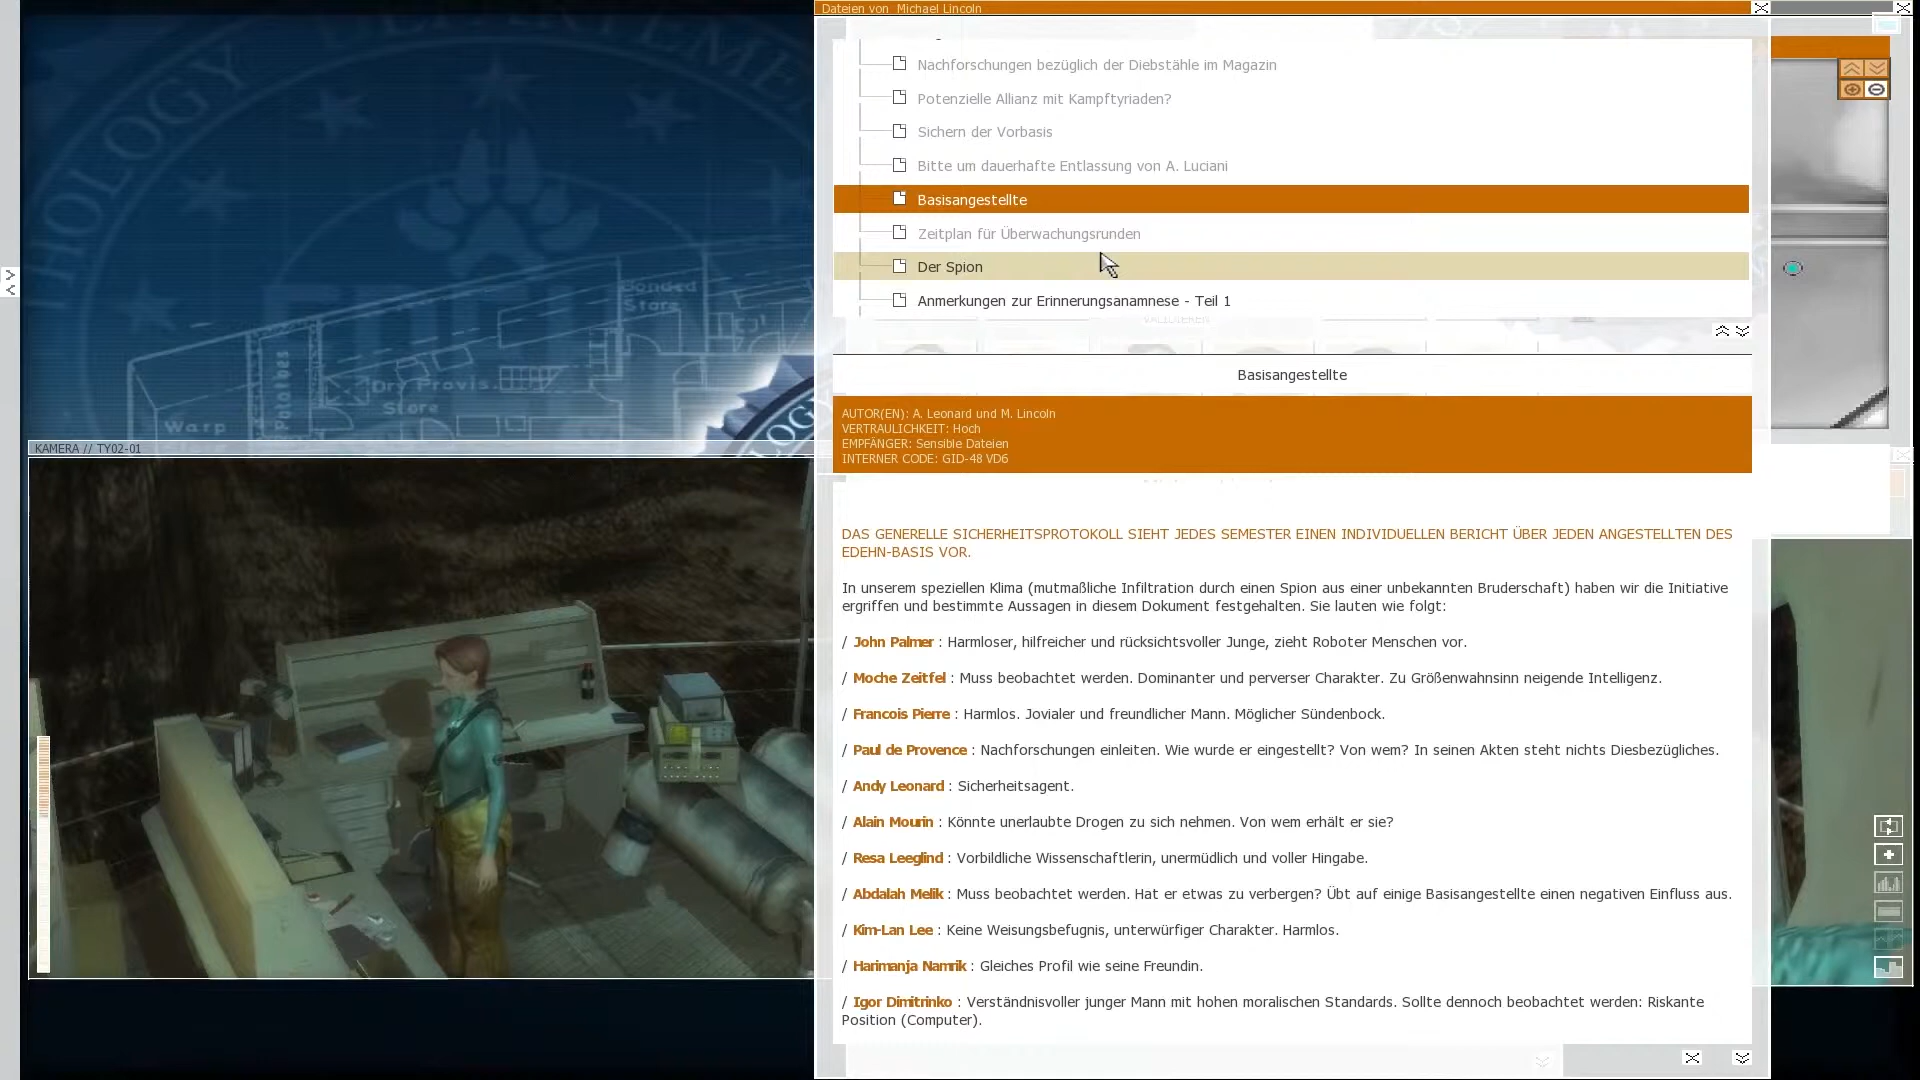 Dateien von  Michael Lincoln
Nachforschungen bezüglich der Diebstähle im Magazin
Potenzielle Allianz mit Kampftyriaden?
Sichern der Vorbasis
Bitte um dauerhafte Entlassung von A. Luciani
Basisangestellte
Zeitplan für Überwachungsrunden
Der Spion
Anmerkungen zur Erinnerungsanamnese - Teil 1
VALIDIEREN
Basisangestellte
AUTOR(EN): A. Leonard und M. Lincoln
VERTRAULICHKEIT: Hoch
EMPFÄNGER: Sensible Dateien
INTERNER CODE: GID-48 VD6
DAS GENERELLE SICHERHEITSPROTOKOLL SIEHT JEDES SEMESTER EINEN INDIVIDUELLEN BERICHT ÜBER JEDEN ANGESTELLTEN DES
EDEHN-BASIS VOR.
In unserem speziellen Klima (mutmaßliche Infiltration durch einen Spion aus einer unbekannten Bruderschaft) haben wir die Initiative
ergriffen und bestimmte Aussagen in diesem Dokument festgehalten. Sie lauten wie folgt:
/ John Palmer : Harmloser, hilfreicher und rücksichtsvoller Junge, zieht Roboter Menschen vor.
/ Moche Zeitfel : Muss beobachtet werden. Dominanter und perverser Charakter. Zu Größenwahnsinn neigende Intelligenz.
/ Francois Pierre : Harmlos. Jovialer und freundlicher Mann. Möglicher Sündenbock.
/ Paul de Provence : Nachforschungen einleiten. Wie wurde er eingestellt? Von wem? In seinen Akten steht nichts Diesbezügliches.
/ Andy Leonard : Sicherheitsagent.
/ Alain Mourin : Könnte unerlaubte Drogen zu sich nehmen. Von wem erhält er sie?
/ Resa Leeglind : Vorbildliche Wissenschaftlerin, unermüdlich und voller Hingabe.
/ Abdalah Melik : Muss beobachtet werden. Hat er etwas zu verbergen? Übt auf einige Basisangestellte einen negativen Einfluss aus.
/ Kim-Lan Lee : Keine Weisungsbefugnis, unterwürfiger Charakter. Harmlos.
/ Harimanja Namrik : Gleiches Profil wie seine Freundin.
/ Igor Dimitrinko : Verständnisvoller junger Mann mit hohen moralischen Standards. Sollte dennoch beobachtet werden: Riskante
Position (Computer).
KAMERA // TY02-01
Bonded
Store
Dry Provis.
Store
Warp
Palatbes